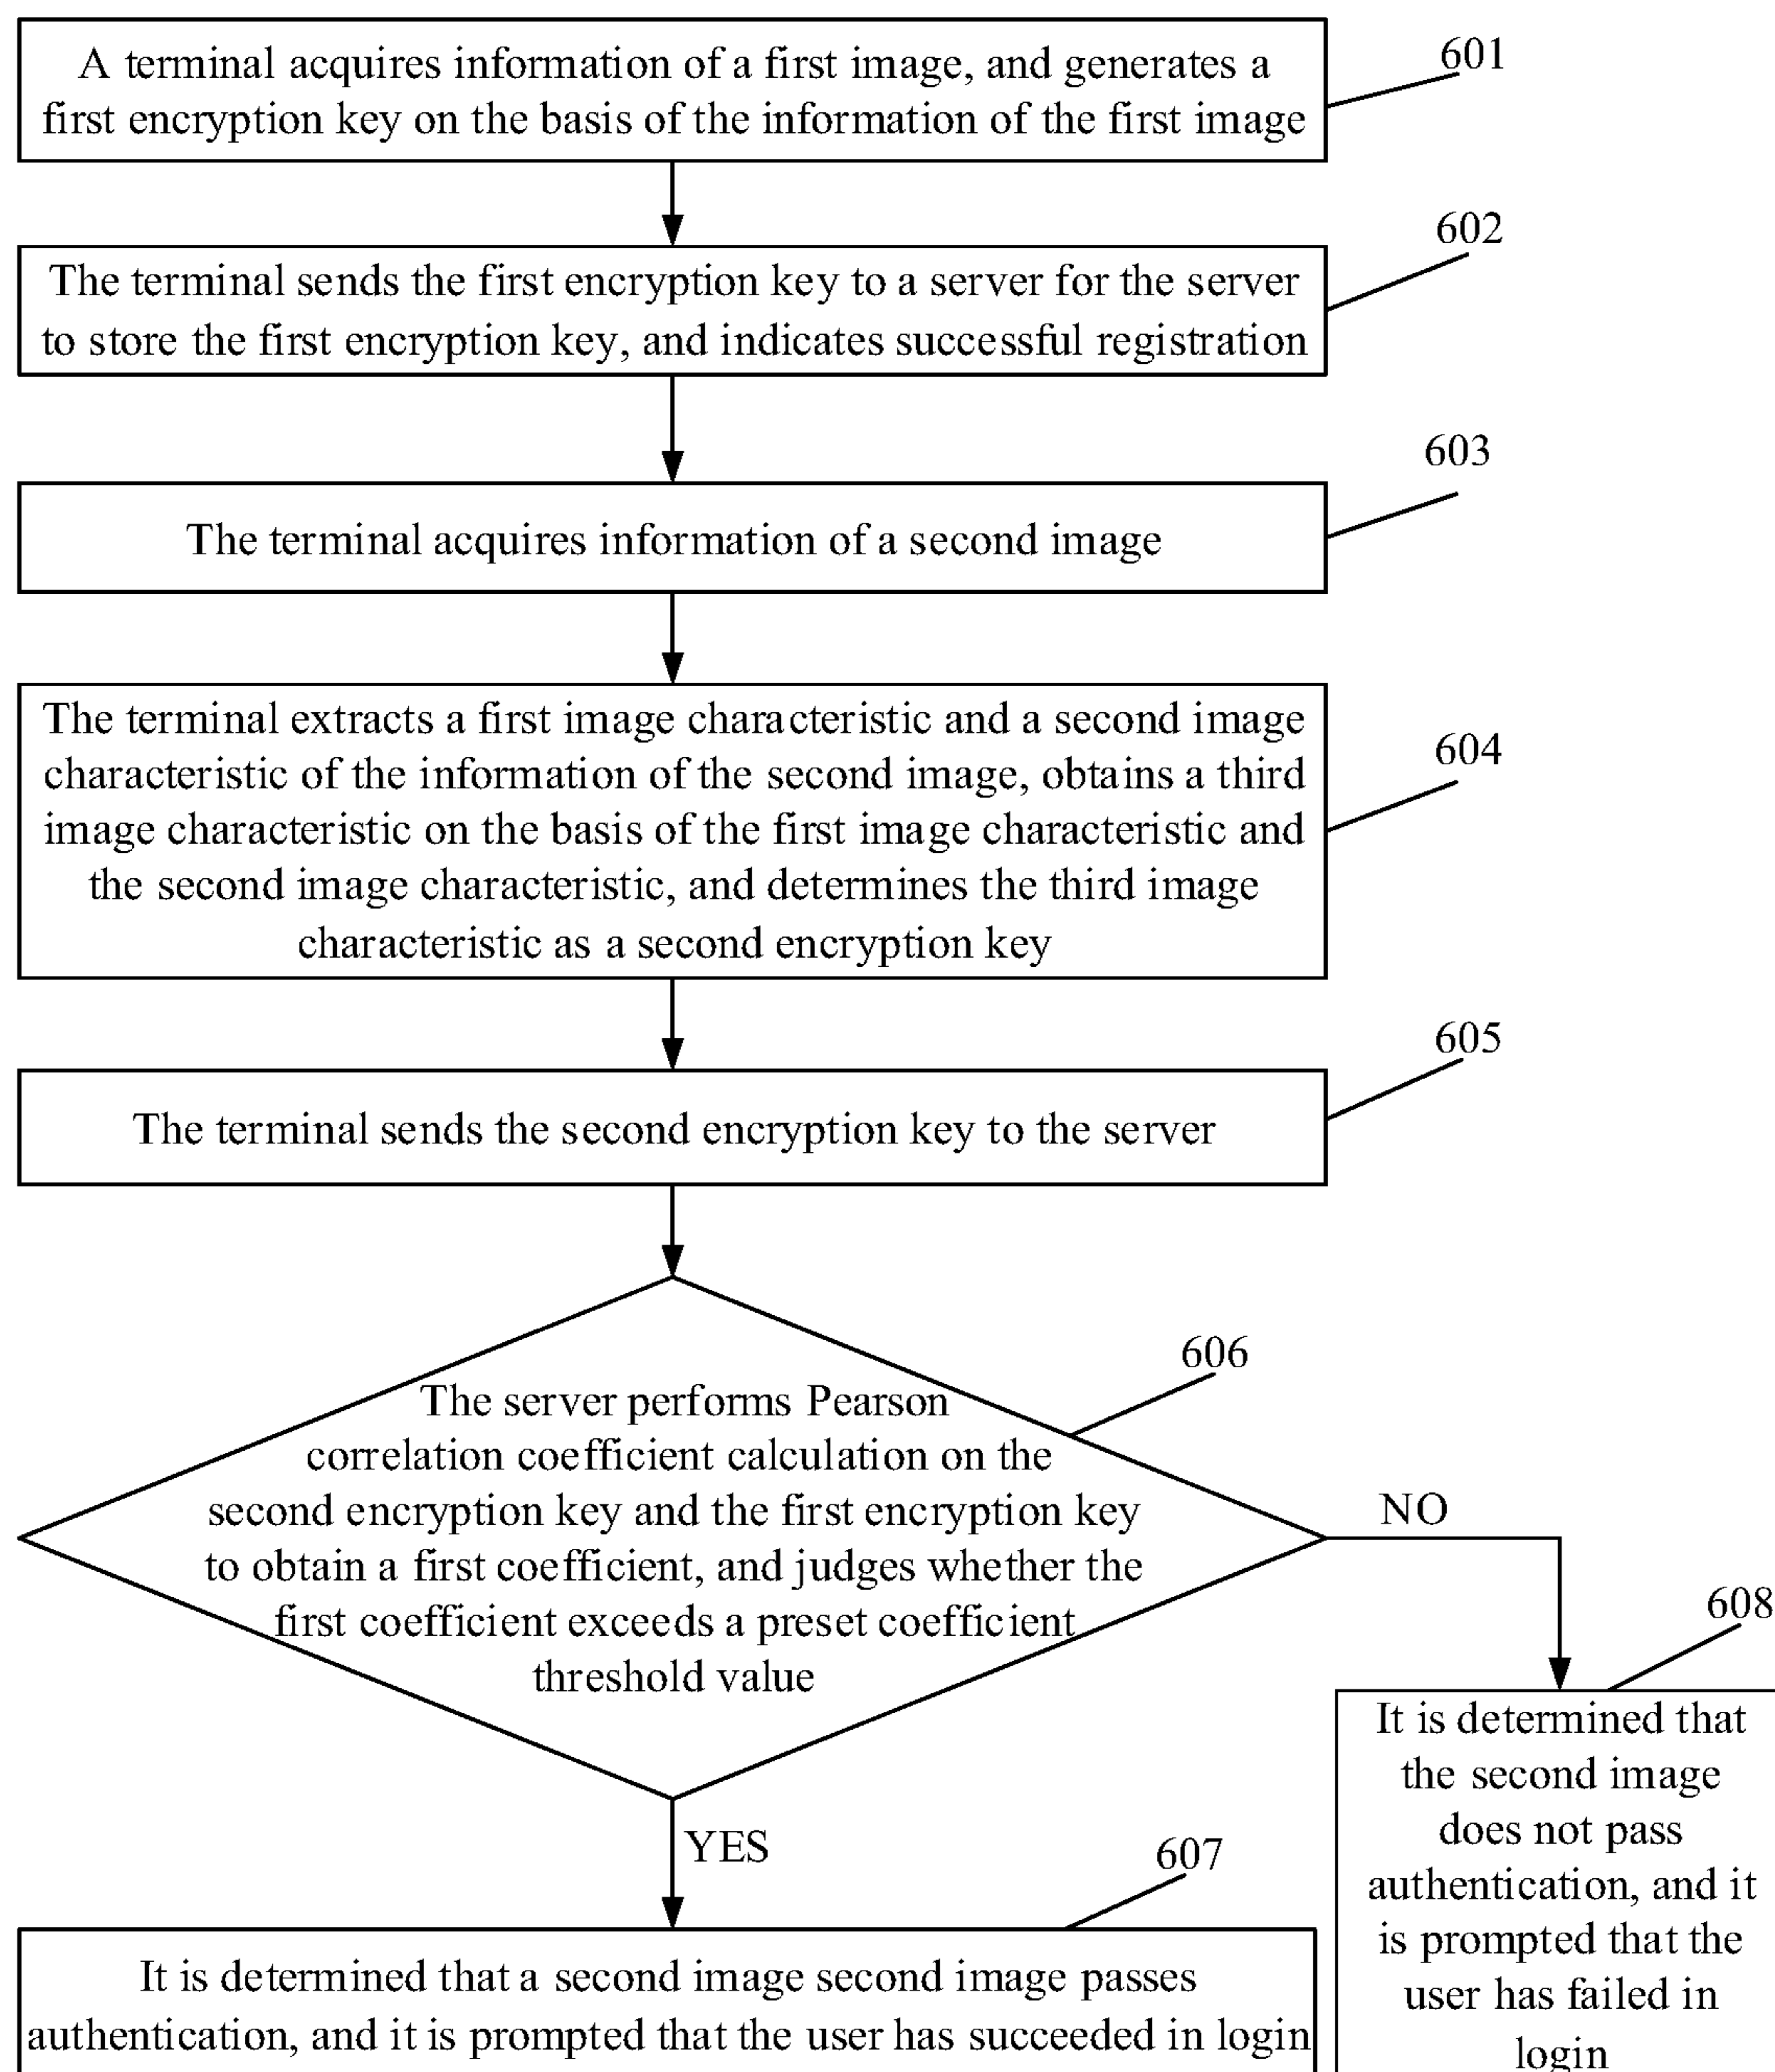 A terminal acquires information of a first image, and generates a
first encryption key on the basis of the information of the first image
601
The terminal sends the first encryption key to a server for the server
to store the first encryption key, and indicates successful registration
602
The terminal acquires information of a second image
603
The terminal extracts a first image characteristic and a second image
characteristic of the information of the second image, obtains a third
image characteristic on the basis of the first image characteristic and
the second image characteristic, and determines the third image
characteristic as a second encryption key
604
The terminal sends the second encryption key to the server
605
The server performs Pearson
correlation coefficient calculation on the
second encryption key and the first encryption key
to obtain a first coefficient, and judges whether the
first coefficient exceeds a preset coefficient
threshold value
606
NO
608
It is determined that
the second image
does not pass
authentication, and it
is prompted that the
user has failed in
login
YES
607
It is determined that a second image second image passes
authentication, and it is prompted that the user has succeeded in login